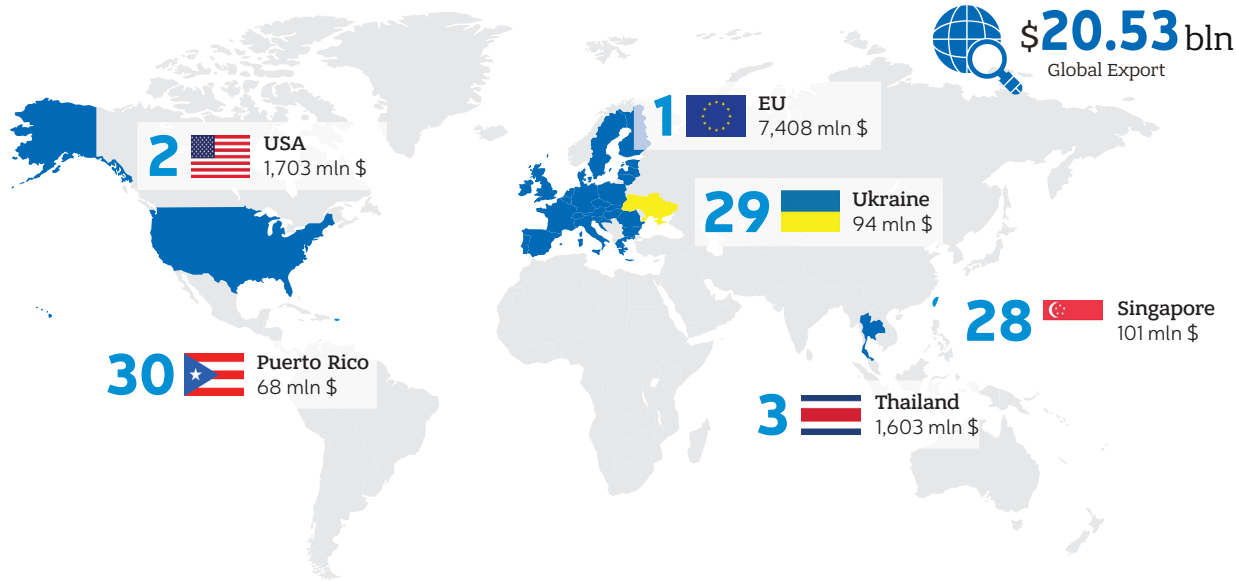 $20.53 bln
Global Export
1
EU
7,408 mln $
2
USA
1,703 mln $
29
Ukraine
94 mln $
28
Singapore
101 mln $
30
Puerto Rico
68 mln $
3
Thailand
1,603 mln $